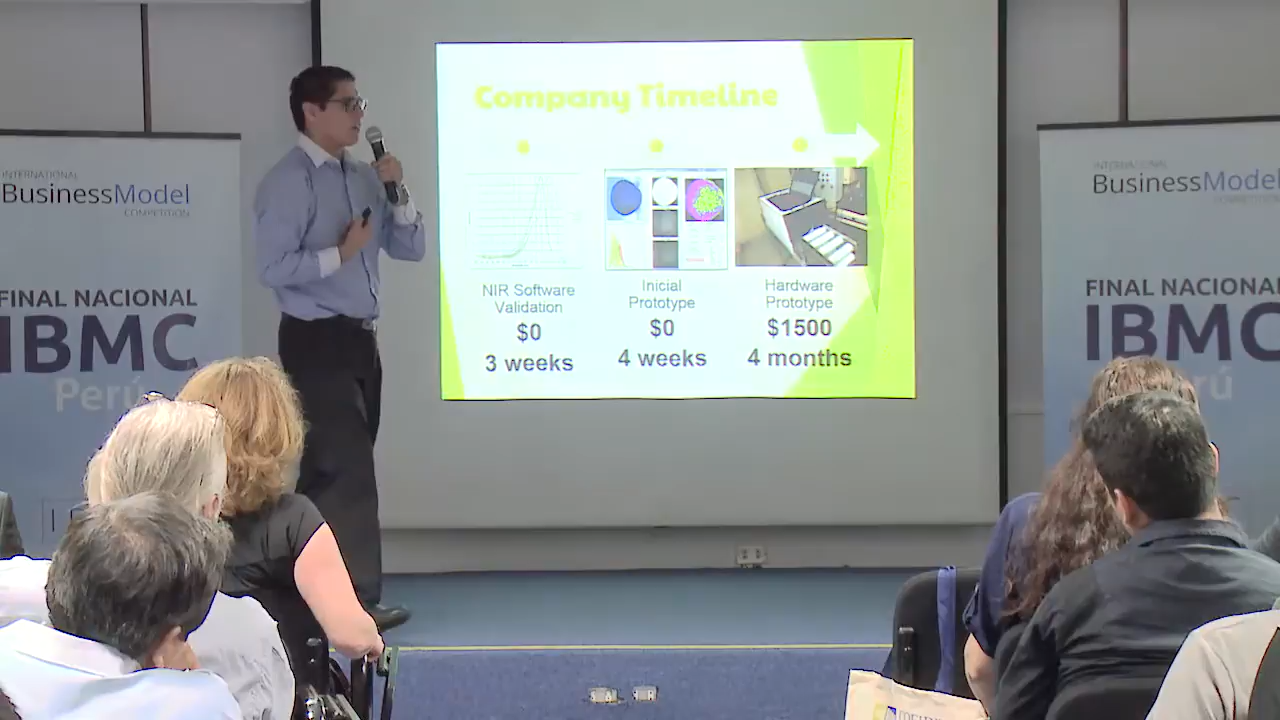 INTERNATIONAL
BusinessModel
COMPETITION
FINAL NACIONAL
IBMC
Perú
Company Timeline
NIR Software
Validation
$0
3 weeks
Inicial
Prototype
$0
4 weeks
Hardware
Prototype
$1500
4 months
INTERNATIONAL
BusinessModel
COMPETITION
FINAL NACIONAL
IBMC